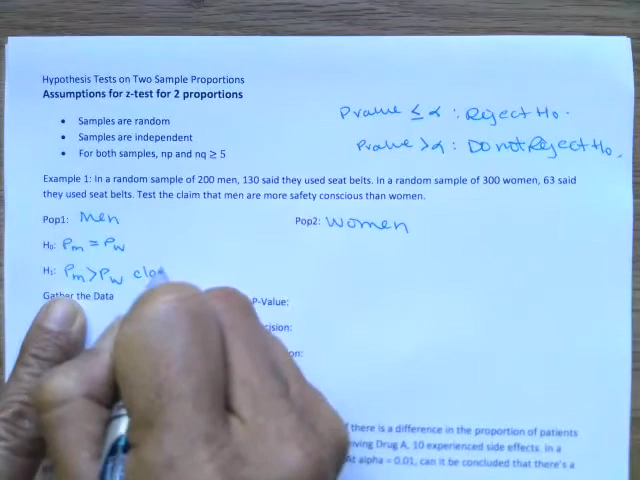 Hypothesis Tests on Two Sample Proportions
Assumptions for z-test for 2 proportions
• Samples are random
• Samples are independent
• For both samples, np and nq ≥ 5
Pvalue ≤ α : Reject Ho.
Pvalue > α : Do not Reject Ho.
Example 1: In a random sample of 200 men, 130 said they used seat belts. In a random sample of 300 women, 63 said
they used seat belts. Test the claim that men are more safety conscious than women.
Pop1: Men
Pop2: Women
H₀: Pm = Pw
H₁: Pm > Pw
Gather the Data
P-Value:
there is a difference in the proportion of patients
Drug A, 10 experienced side effects. In a
At alpha = 0.01, can it be concluded that there's a